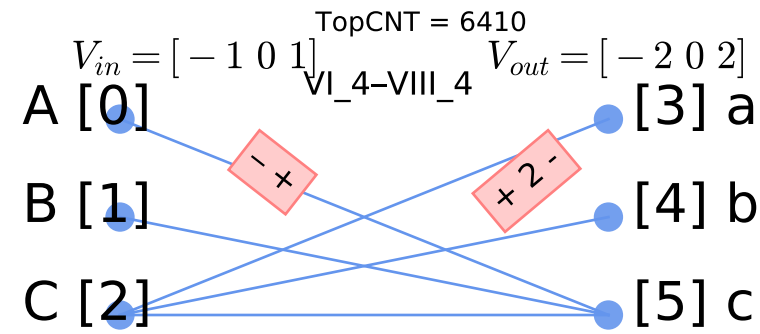 TopCNT = 6410
V_in = [ − 1 0 1]
V_out = [ − 2 0 2]
VI_4–VIII_4
A [0]
[3] a
− +
+ 2 -
B [1]
[4] b
C [2]
[5] c